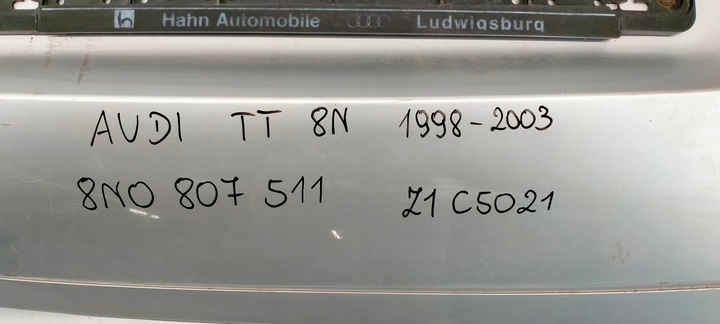 Hahn Automobile Ludwigsburg
AUDI TT 8N 1998-2003
8N0 807 511 Z1 C5021